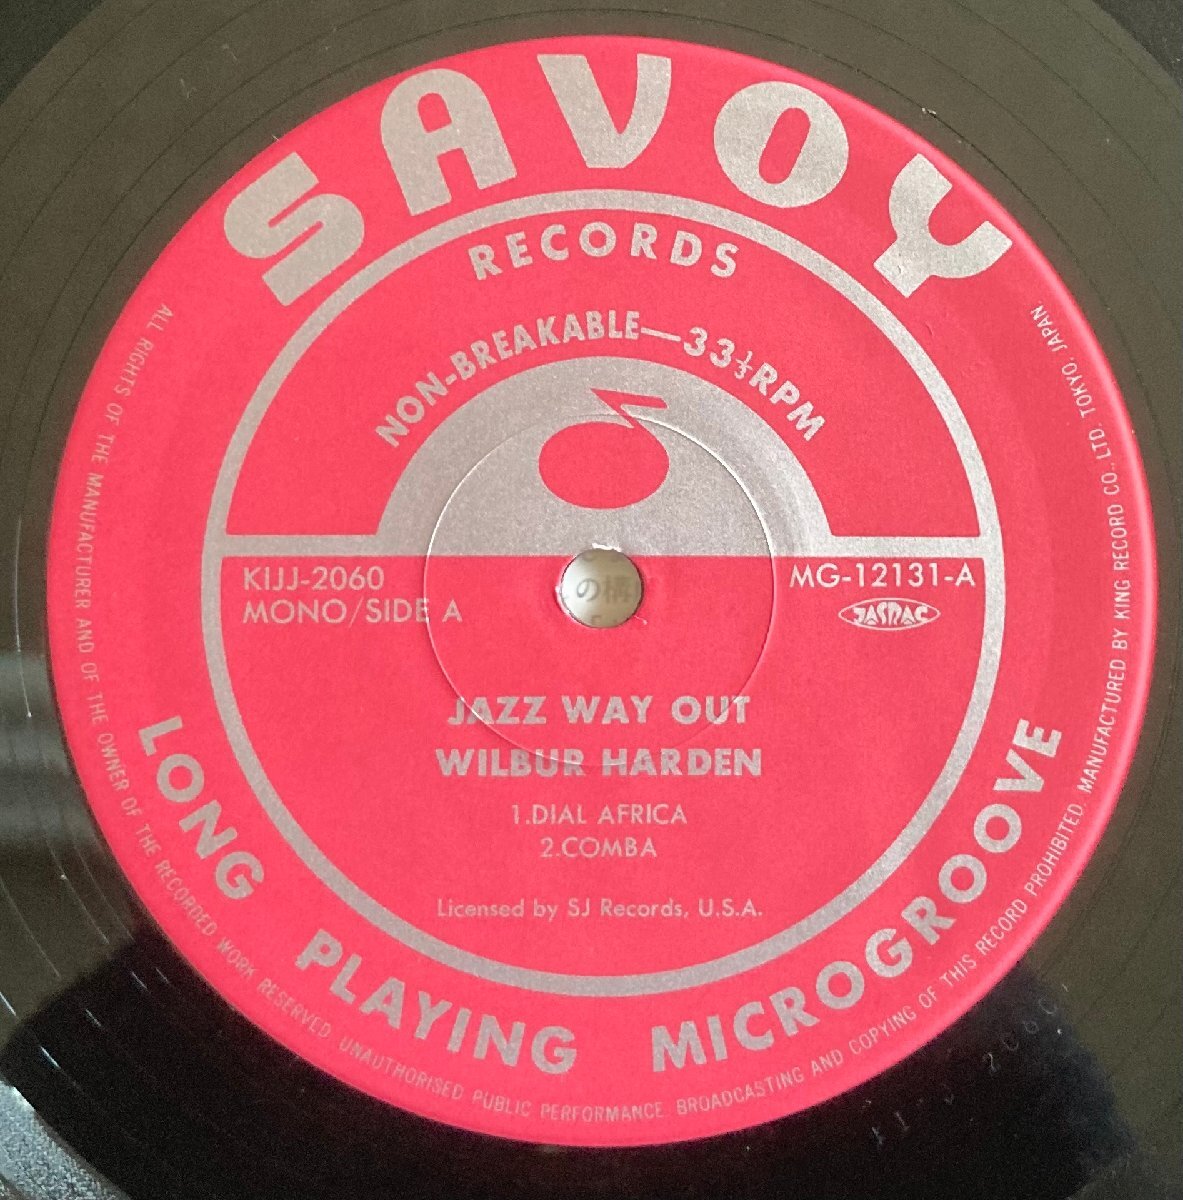 SAVOY
RECORDS
NON-BREAKABLE—33⅓RPM
KIJJ-2060
MONO/SIDE A
MG-12131-A
JASRAC
の構
JAZZ WAY OUT
WILBUR HARDEN
1.DIAL AFRICA
2.COMBA
Licensed by SJ Records, U.S.A.
LONG PLAYING MICROGROOVE
ALL RIGHTS OF THE MANUFACTURER AND OF THE OWNER OF THE RECORDED WORK RESERVED. UNAUTHORISED PUBLIC PERFORMANCE. BROADCASTING AND COPYING OF THIS RECORD PROHIBITED. MANUFACTURED BY KING RECORD CO., LTD. TOKYO, JAPAN